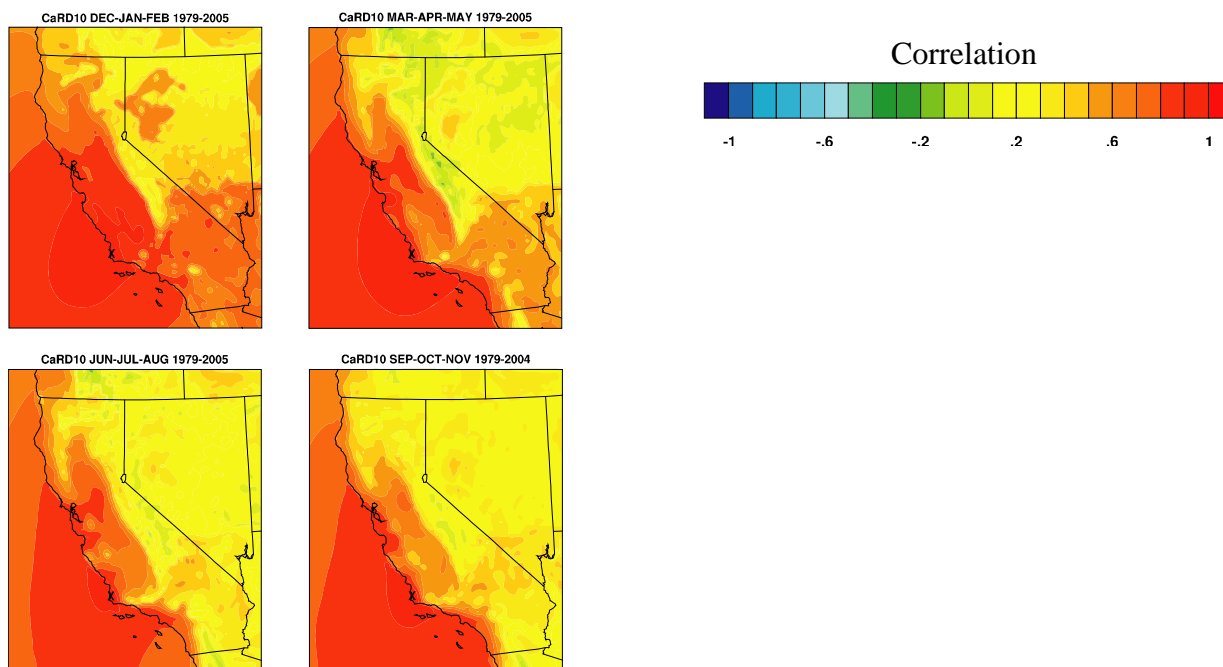 CaRD10 DEC-JAN-FEB 1979-2005
CaRD10 MAR-APR-MAY 1979-2005
Correlation
-1 -.6 -.2 .2 .6 1
X
X
CaRD10 JUN-JUL-AUG 1979-2005
CaRD10 SEP-OCT-NOV 1979-2004
X
X